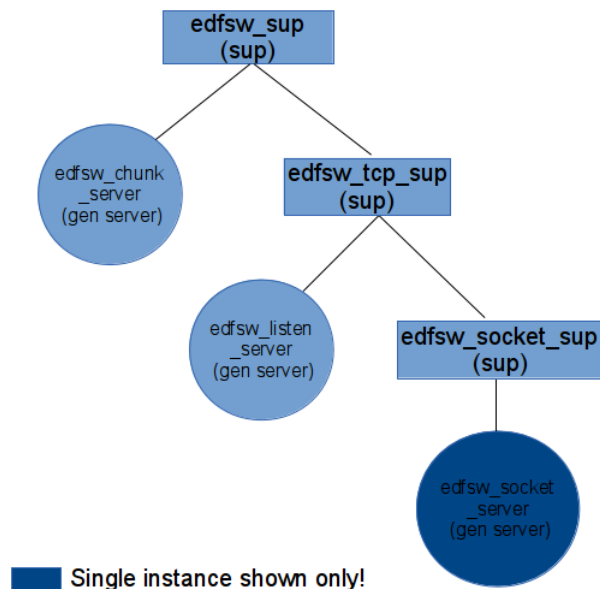 edfsw_sup
(sup)
edfsw_chunk
_server
(gen server)
edfsw_tcp_sup
(sup)
edfsw_listen
_server
(gen server)
edfsw_socket_sup
(sup)
edfsw_socket
_server
(gen server)
Single instance shown only!